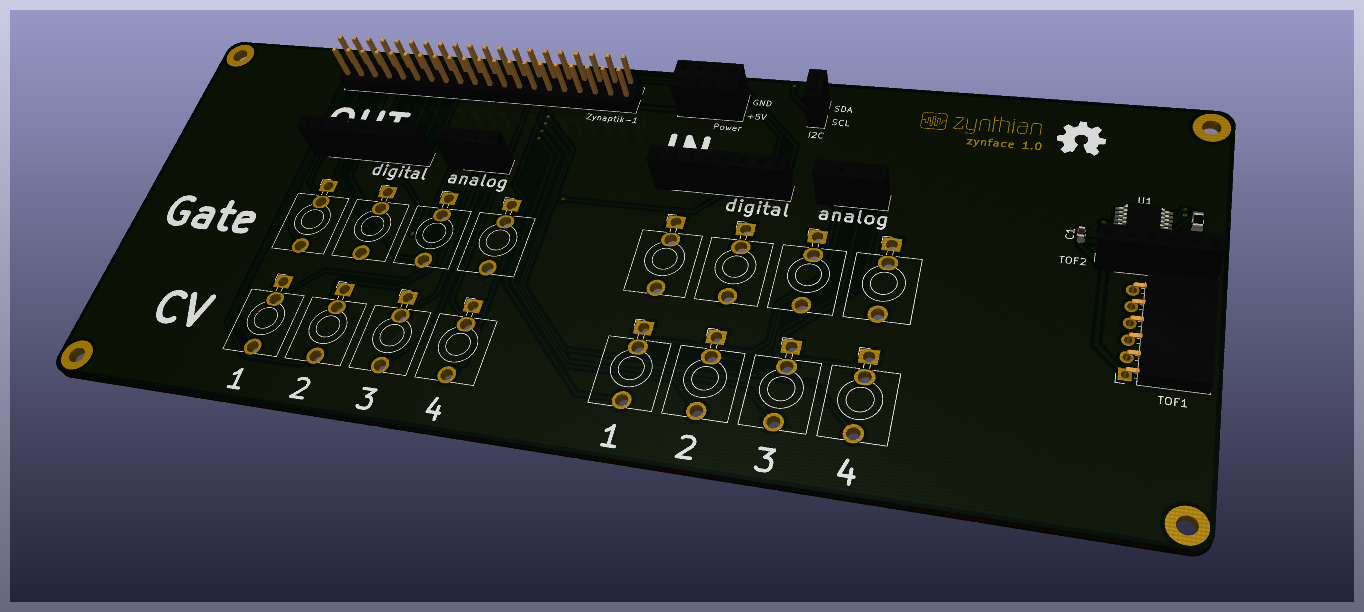 GND
+5V
Zynaptik-1
Power
SDA
SCL
I2C
zynthian
zynface 1.0
OUT
IN
digital
analog
digital
analog
Gate
CV
U1
C1
TOF2
TOF1
1
2
3
4
1
2
3
4